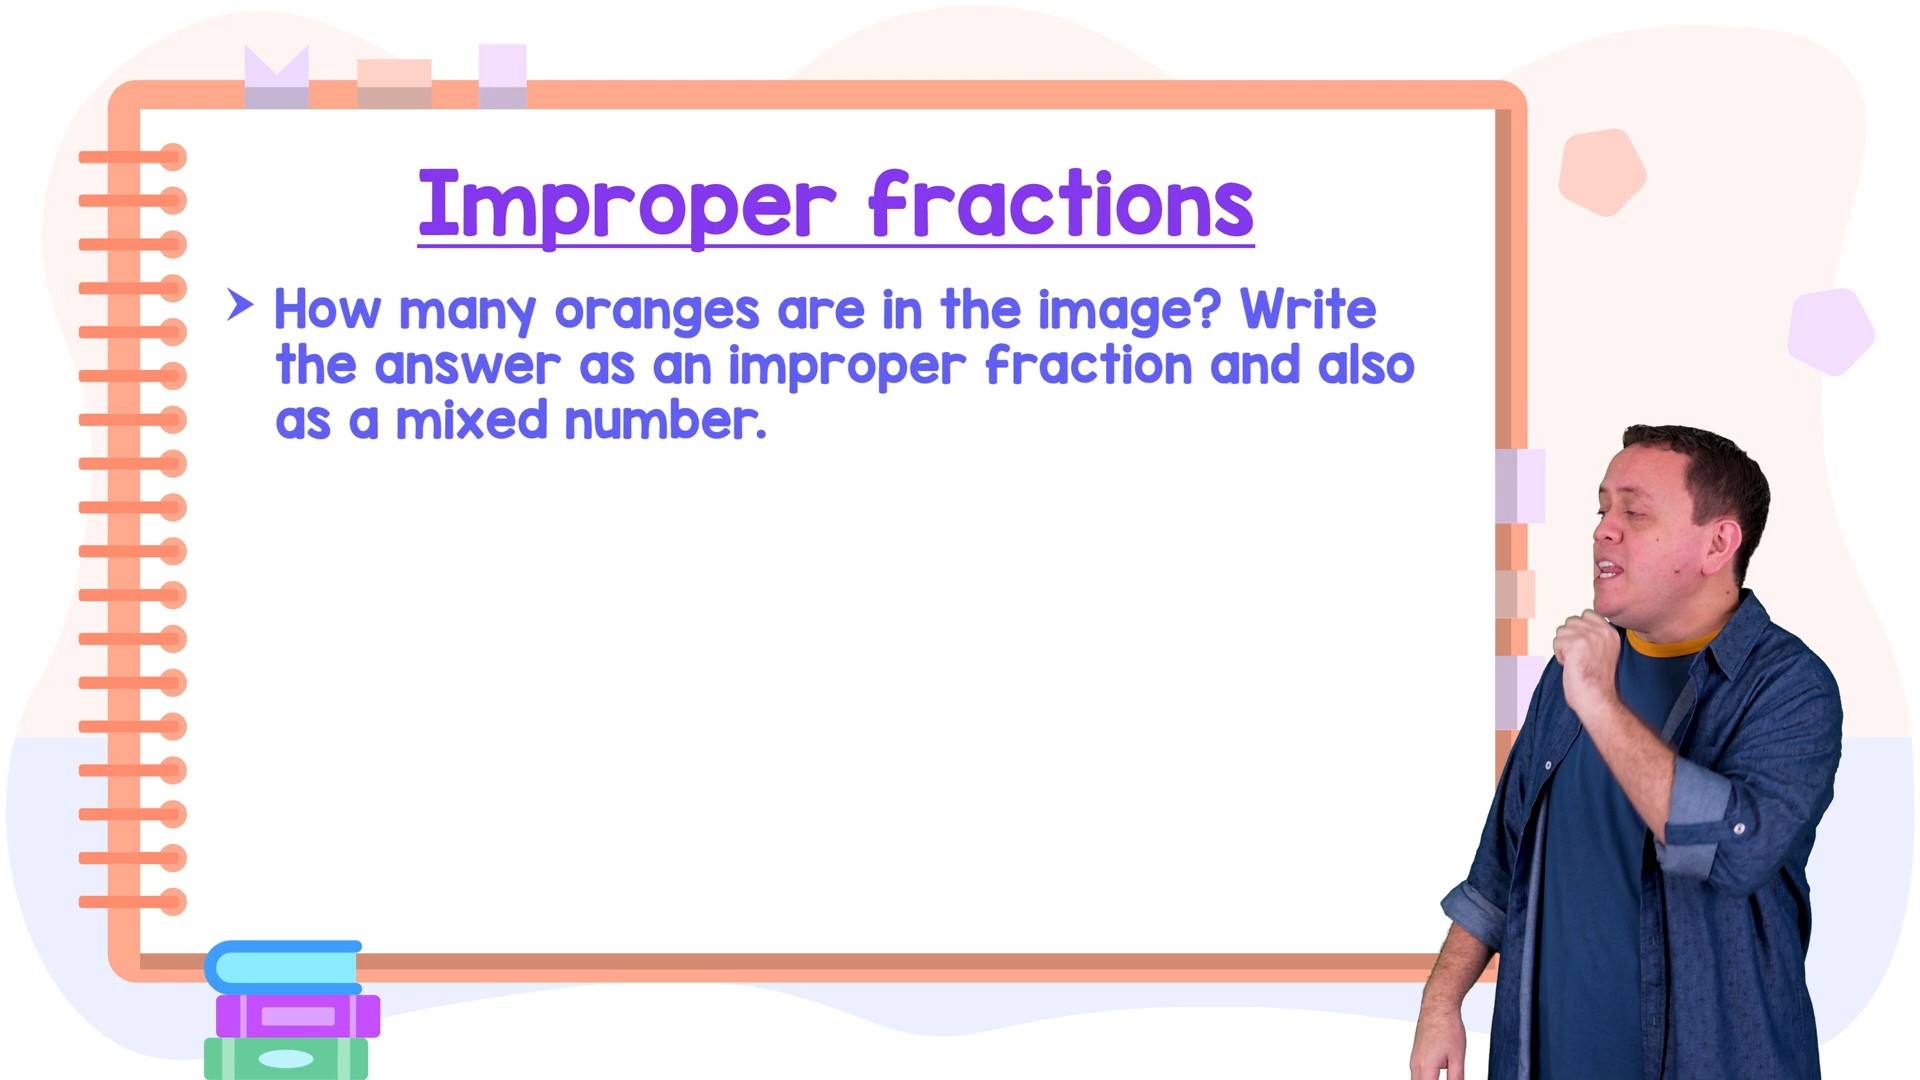 Improper fractions
➤ How many oranges are in the image? Write
the answer as an improper fraction and also
as a mixed number.